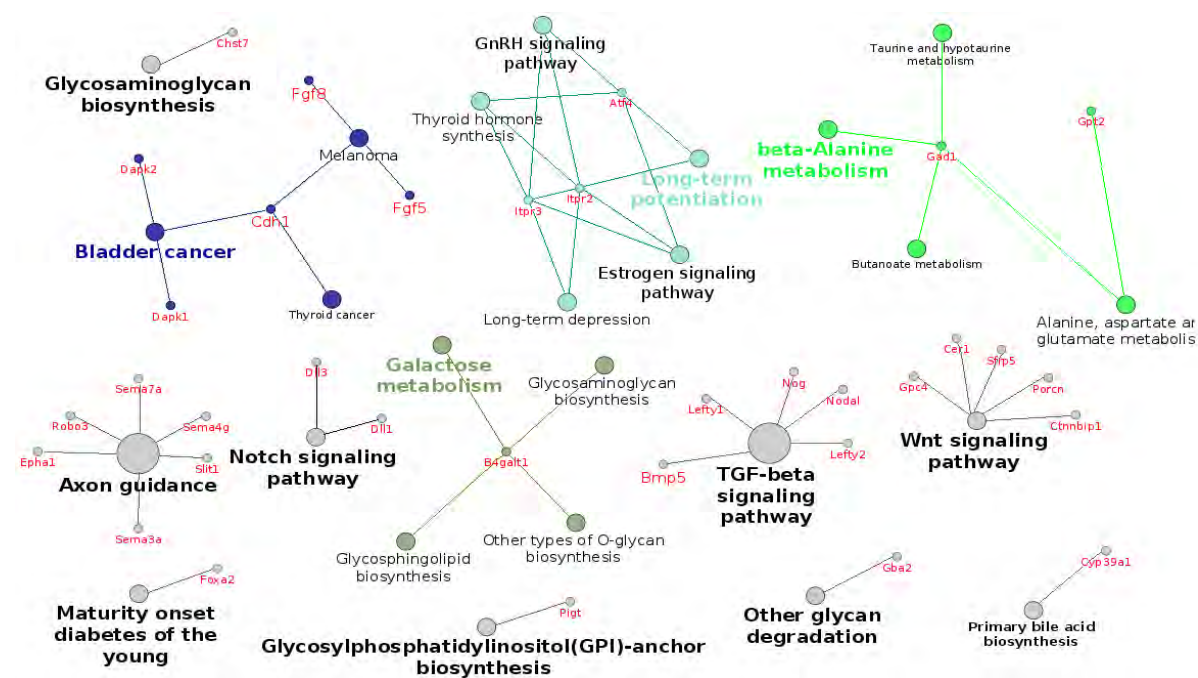 Chst7
Glycosaminoglycan
biosynthesis
GnRH signaling
pathway
Atf4
Thyroid hormone
synthesis
Long-term
potentiation
Itpr3
Itpr2
Estrogen signaling
pathway
Long-term depression
Taurine and hypotaurine
metabolism
Gpt2
beta-Alanine
metabolism
Gad1
Butanoate metabolism
Alanine, aspartate ar
glutamate metabolis
Fgf8
Melanoma
Dapk2
Fgf5
Cdh1
Bladder cancer
Dapk1
Thyroid cancer
Sema7a
Robo3
Sema4g
Epha1
Slit1
Axon guidance
Sema3a
Dll3
Dll1
Notch signaling
pathway
Galactose
metabolism
Glycosaminoglycan
biosynthesis
B4galt1
Glycosphingolipid
biosynthesis
Other types of O-glycan
biosynthesis
Nog
Lefty1
Nodal
Lefty2
Bmp5
TGF-beta
signaling
pathway
Cer1
Sfrp5
Gpc4
Porcn
Ctnnbip1
Wnt signaling
pathway
Foxa2
Maturity onset
diabetes of the
young
Pigt
Glycosylphosphatidylinositol(GPI)-anchor
biosynthesis
Gba2
Other glycan
degradation
Cyp39a1
Primary bile acid
biosynthesis